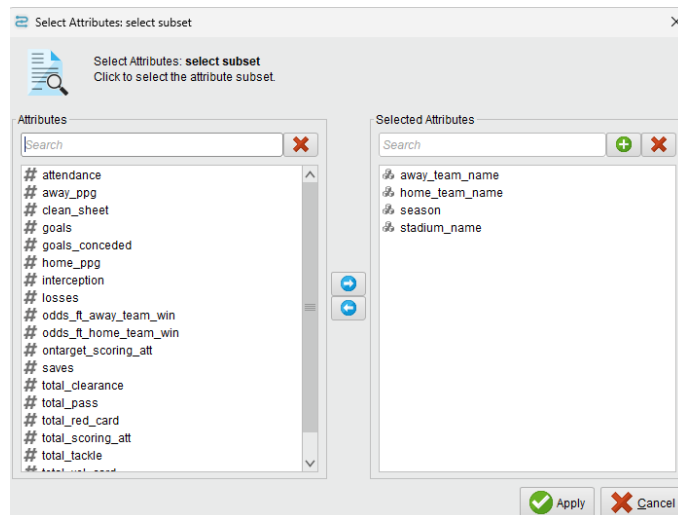 Select Attributes: select subset
Select Attributes: select subset
Click to select the attribute subset.
Attributes
Search
# attendance
# away_ppg
# clean_sheet
# goals
# goals_conceded
# home_ppg
# interception
# losses
# odds_ft_away_team_win
# odds_ft_home_team_win
# ontarget_scoring_att
# saves
# total_clearance
# total_pass
# total_red_card
# total_scoring_att
# total_tackle
Selected Attributes
Search
away_team_name
home_team_name
season
stadium_name
Apply
Cancel